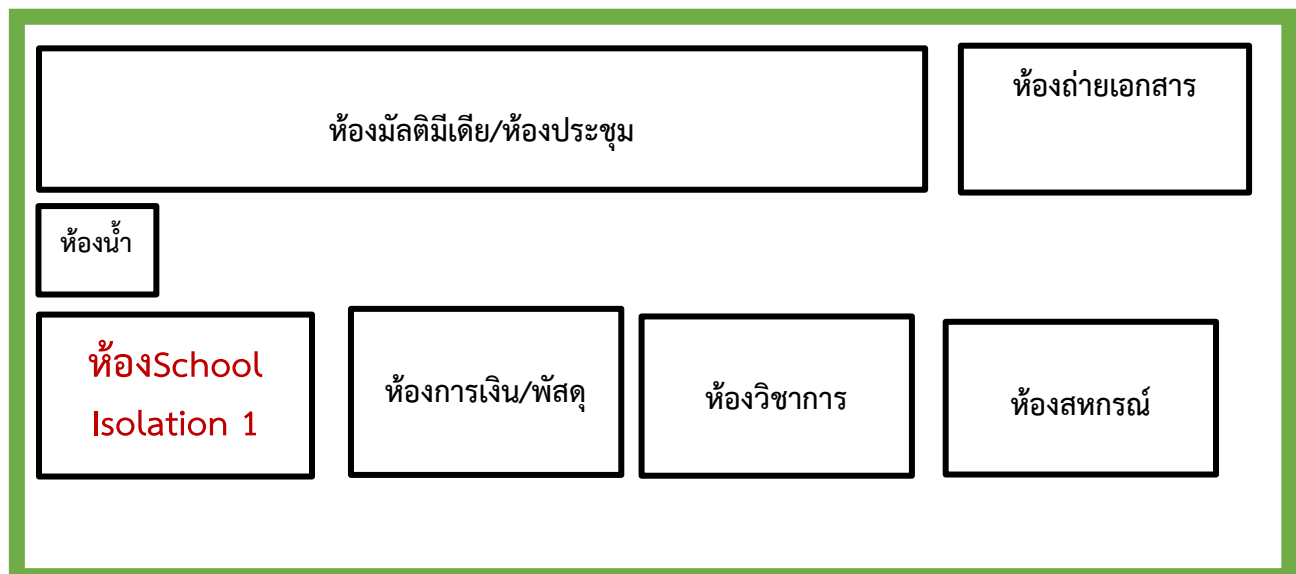 ห้องมัลติมีเดีย/ห้องประชุม
ห้องถ่ายเอกสาร
ห้องน้ำ
ห้องSchool
Isolation 1
ห้องการเงิน/พัสดุ
ห้องวิชาการ
ห้องสหกรณ์